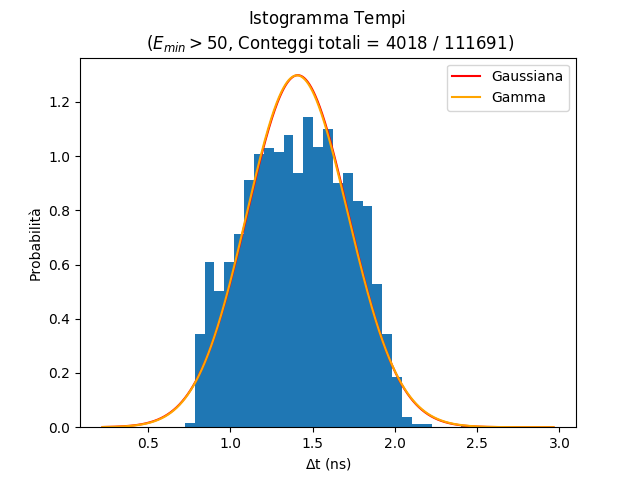 Istogramma Tempi
(E_min > 50, Conteggi totali = 4018 / 111691)
Gaussiana
Gamma
Probabilità
1.2
1.0
0.8
0.6
0.4
0.2
0.0
0.5 1.0 1.5 2.0 2.5 3.0
Δt (ns)